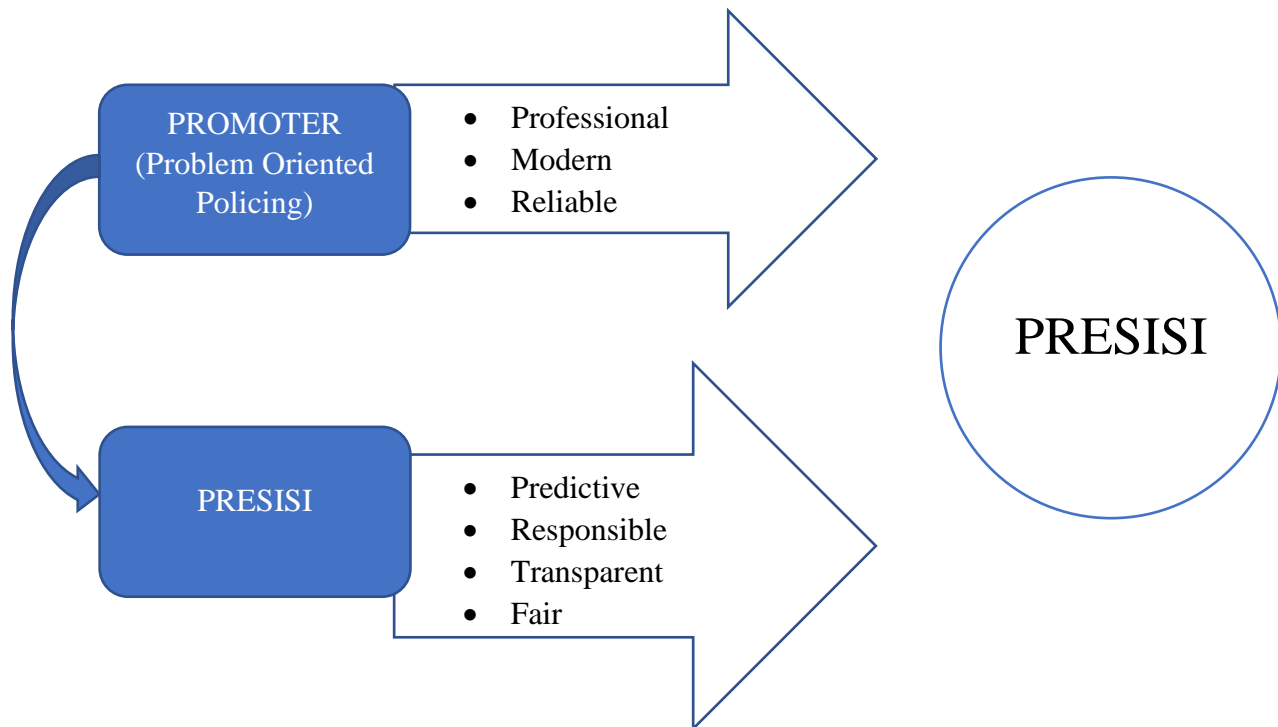 PROMOTER
(Problem Oriented
Policing)
• Professional
• Modern
• Reliable
PRESISI
• Predictive
• Responsible
• Transparent
• Fair
PRESISI